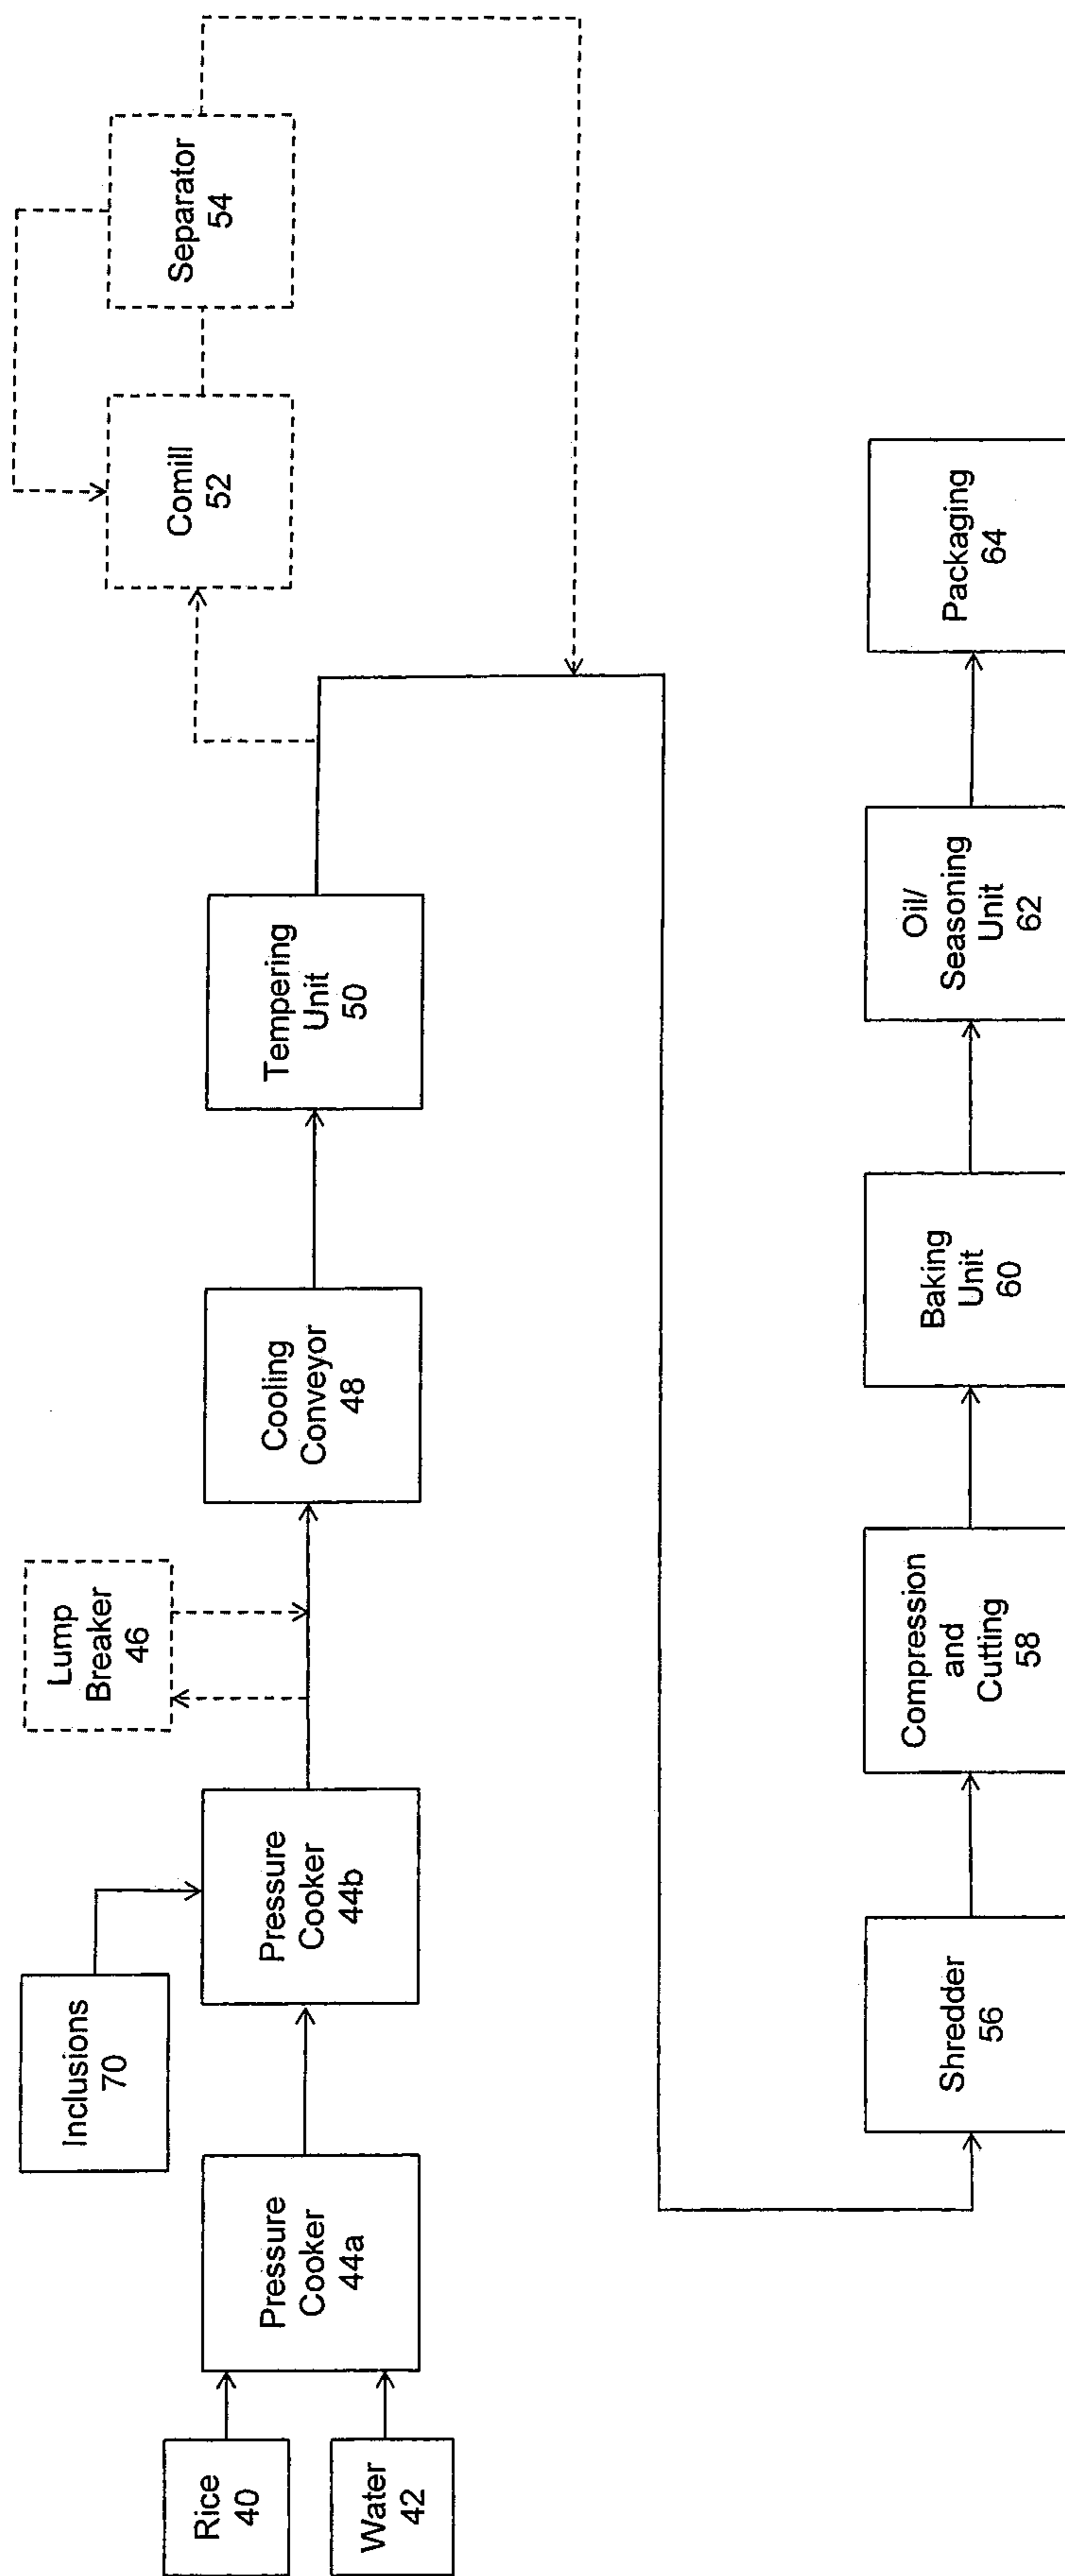 Rice
40
Water
42
Pressure
Cooker
44a
Inclusions
70
Pressure
Cooker
44b
Lump
Breaker
46
Cooling
Conveyor
48
Tempering
Unit
50
Comill
52
Separator
54
Shredder
56
Compression
and
Cutting
58
Baking
Unit
60
Oil/
Seasoning
Unit
62
Packaging
64